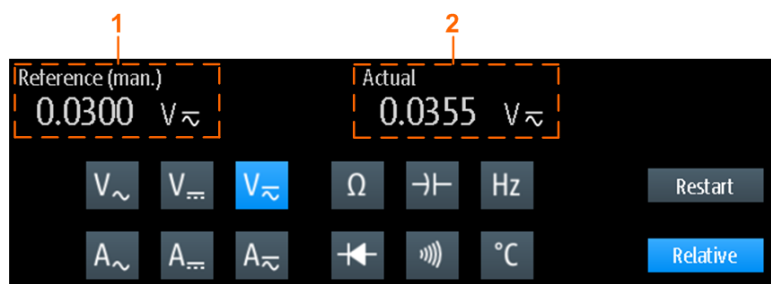 1 2
Reference (man.) Actual
0.0300 V⏦ 0.0355 V⏦
V~ V⎓ V⏦ Ω Hz Restart
A~ A⎓ A⏦ °C Relative